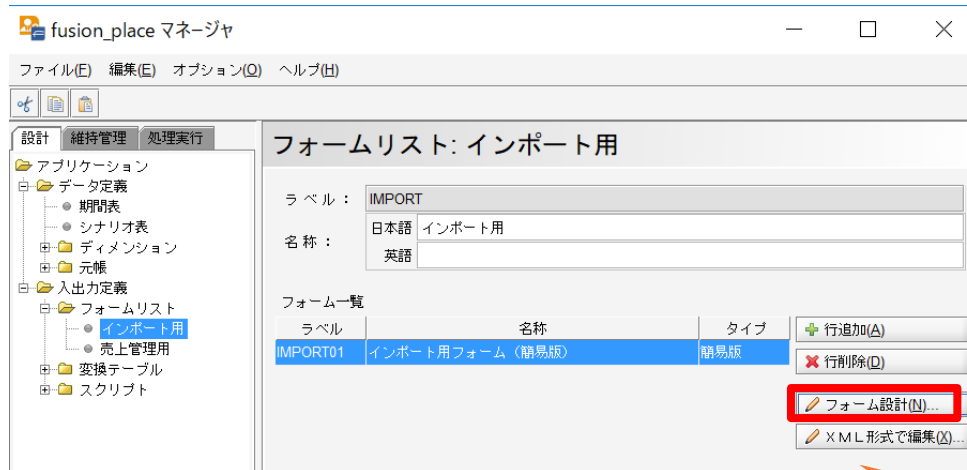 fusion_place マネージャ
ファイル(F) 編集(E) オプション(O) ヘルプ(H)
設計 維持管理 処理実行
アプリケーション
データ定義
期間表
シナリオ表
ディメンション
元帳
入出力定義
フォームリスト
インポート用
売上管理用
変換テーブル
スクリプト
フォームリスト: インポート用
ラベル： IMPORT
名称： 日本語 インポート用
英語
フォーム一覧
ラベル 名称 タイプ
IMPORT01 インポート用フォーム（簡易版） 簡易版
行追加(A)
行削除(D)
フォーム設計(N)...
ＸＭＬ形式で編集(X)...